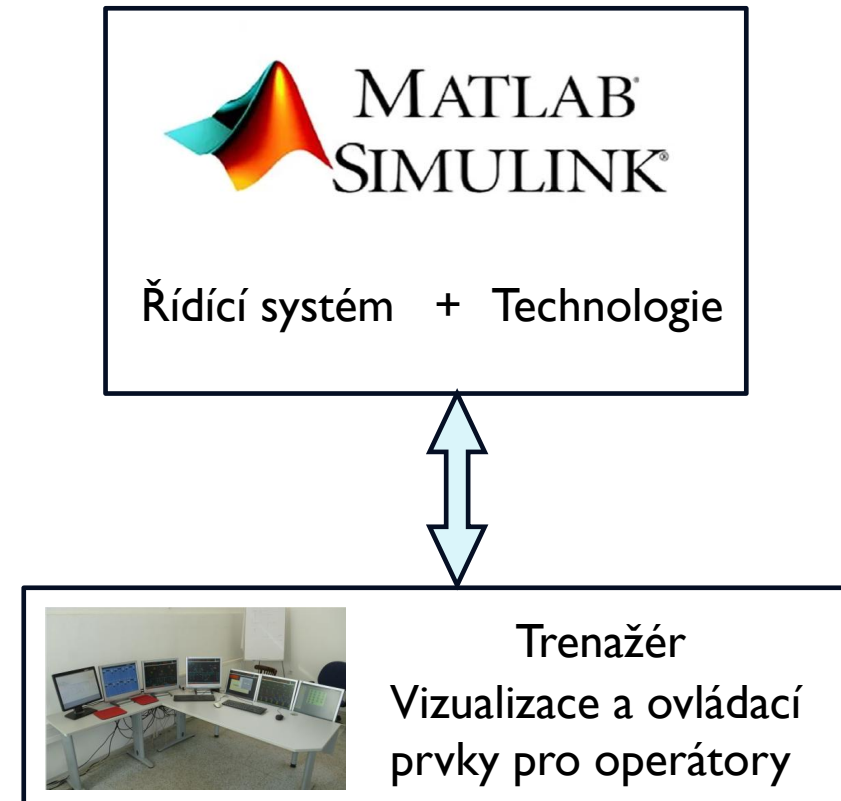 MATLAB®
SIMULINK®
Řídící systém + Technologie
Trenažér
Vizualizace a ovládací
prvky pro operátory